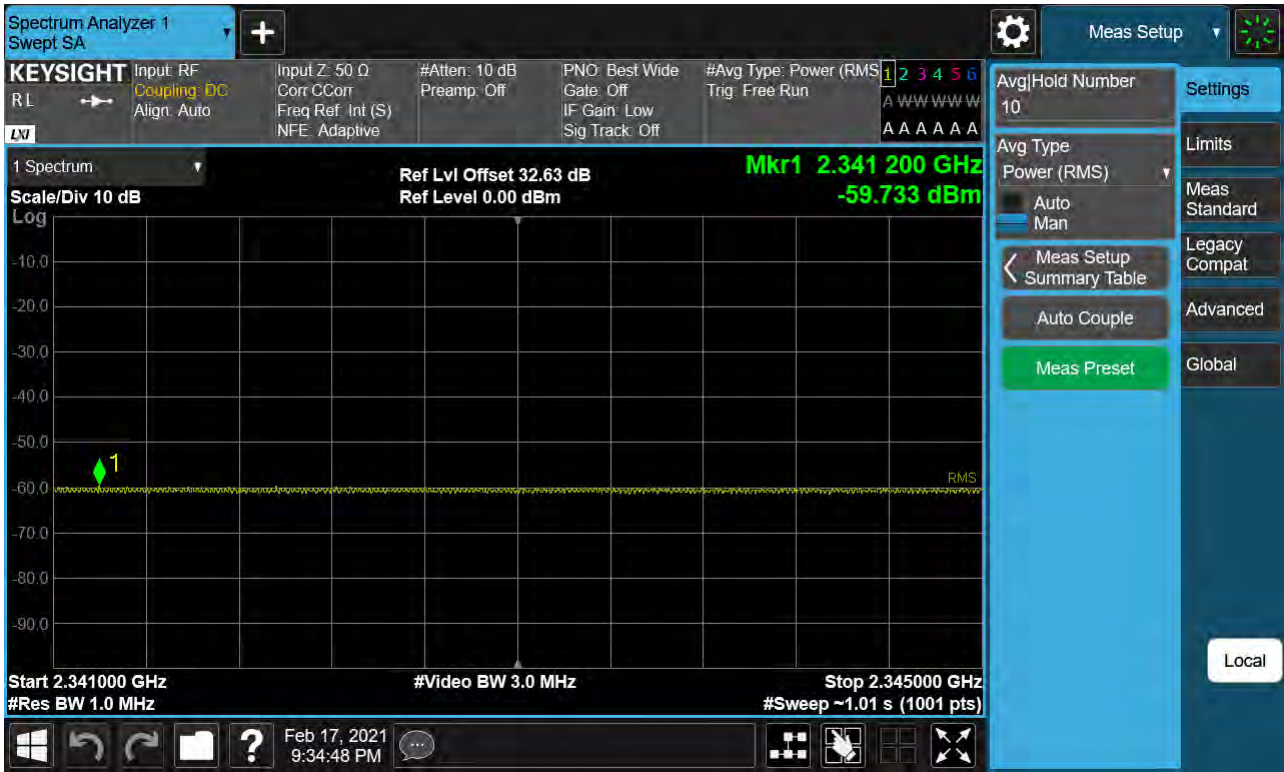 Spectrum Analyzer 1
Swept SA
Meas Setup
KEYSIGHT
RL
LXI
Input: RF
Coupling: DC
Align: Auto
Input Z: 50 Ω
Corr CCorr
Freq Ref: Int (S)
NFE: Adaptive
#Atten: 10 dB
Preamp: Off
PNO: Best Wide
Gate: Off
IF Gain: Low
Sig Track: Off
#Avg Type: Power (RMS
Trig: Free Run
1 2 3 4 5 6
A W W W W W
A A A A A A
1 Spectrum
Scale/Div 10 dB
Log
Ref Lvl Offset 32.63 dB
Ref Level 0.00 dBm
Mkr1 2.341 200 GHz
-59.733 dBm
-10.0
-20.0
-30.0
-40.0
-50.0
1
RMS
-60.0
-70.0
-80.0
-90.0
Start 2.341000 GHz
#Video BW 3.0 MHz
Stop 2.345000 GHz
#Res BW 1.0 MHz
#Sweep ~1.01 s (1001 pts)
Avg|Hold Number
10
Avg Type
Power (RMS)
Auto
Man
Meas Setup
Summary Table
Auto Couple
Meas Preset
Settings
Limits
Meas
Standard
Legacy
Compat
Advanced
Global
Local
?
Feb 17, 2021
9:34:48 PM